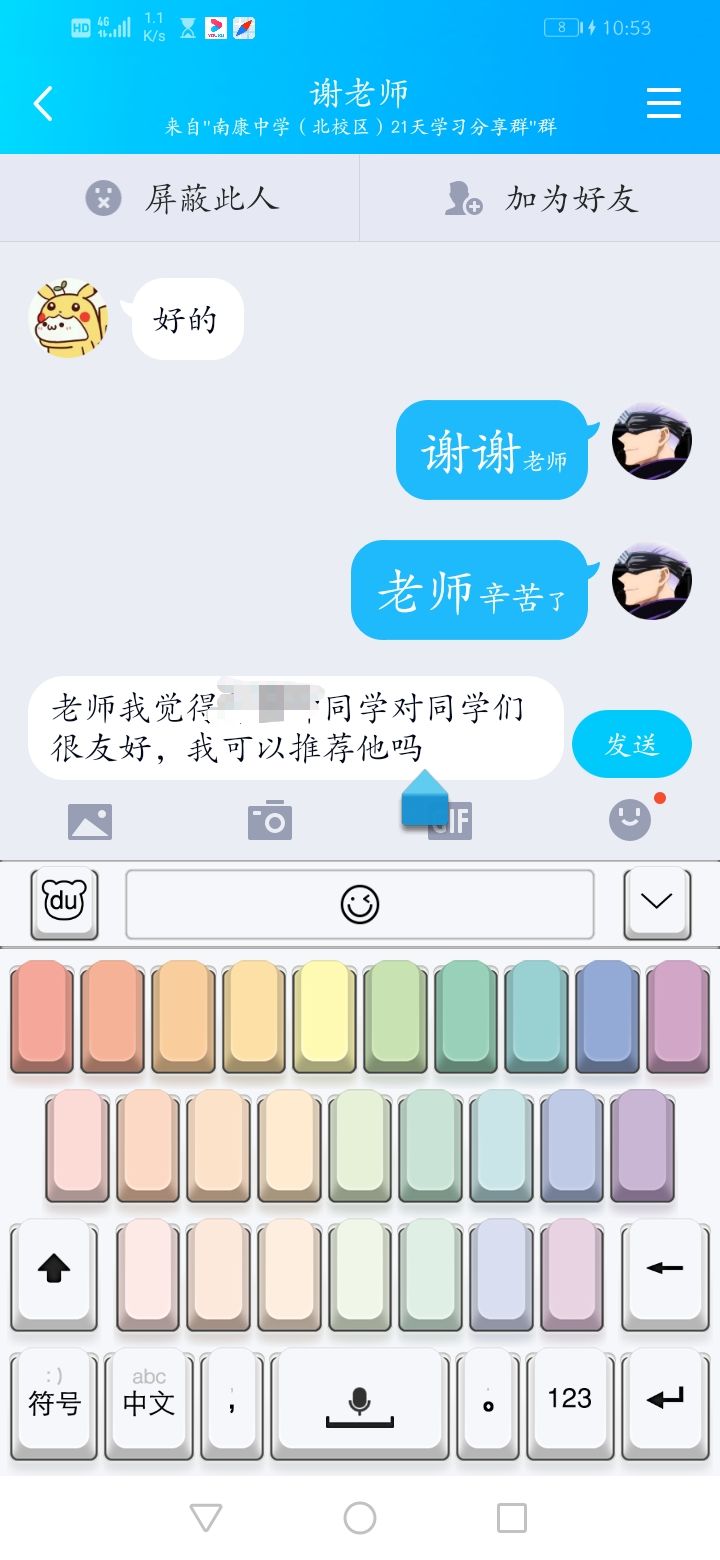 HD 4G 1.1 K/s 8 10:53
谢老师
来自"南康中学（北校区）21天学习分享群"群
屏蔽此人 加为好友
好的
谢谢老师
老师辛苦了
老师我觉得 同学对同学们
很友好，我可以推荐他吗
发送
GIF
du
:) abc
符号 中文 , 。 123